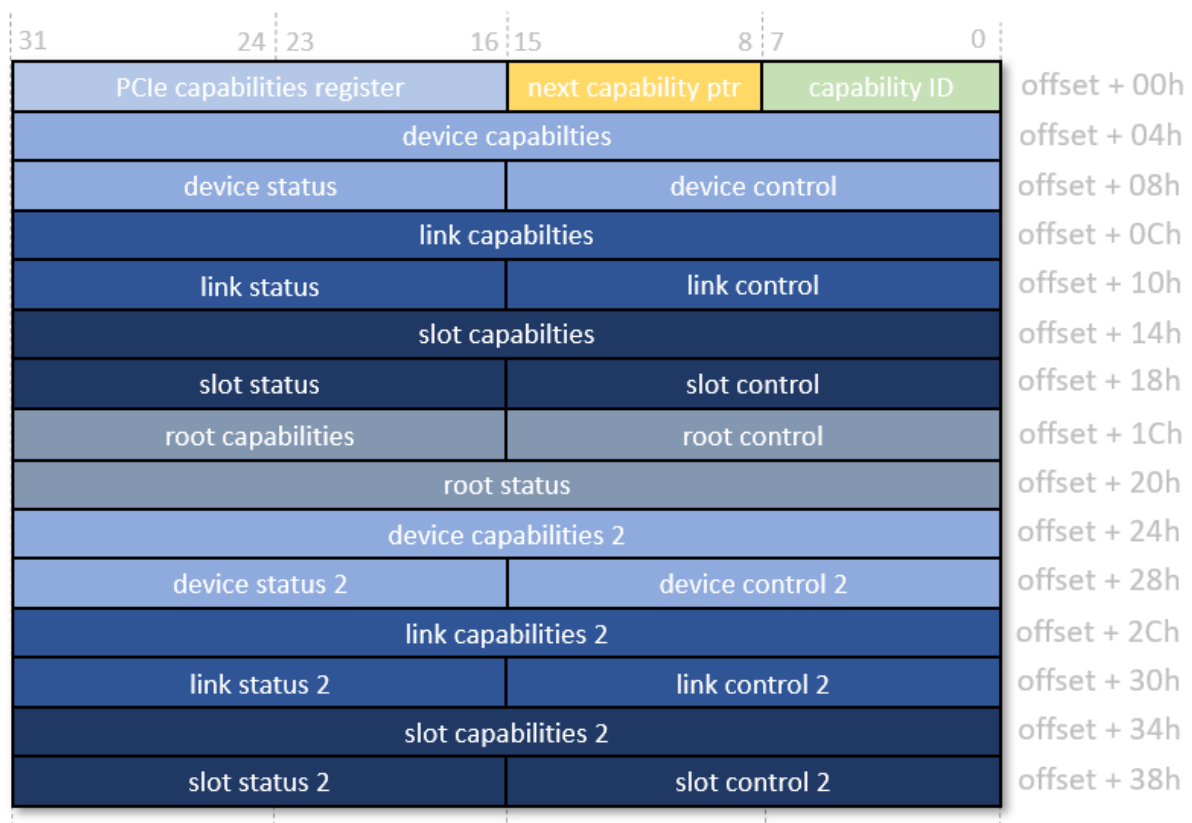 31 24 23 16 15 8 7 0
PCIe capabilities register next capability ptr capability ID offset + 00h
device capabilties offset + 04h
device status device control offset + 08h
link capabilties offset + 0Ch
link status link control offset + 10h
slot capabilties offset + 14h
slot status slot control offset + 18h
root capabilities root control offset + 1Ch
root status offset + 20h
device capabilities 2 offset + 24h
device status 2 device control 2 offset + 28h
link capabilities 2 offset + 2Ch
link status 2 link control 2 offset + 30h
slot capabilities 2 offset + 34h
slot status 2 slot control 2 offset + 38h